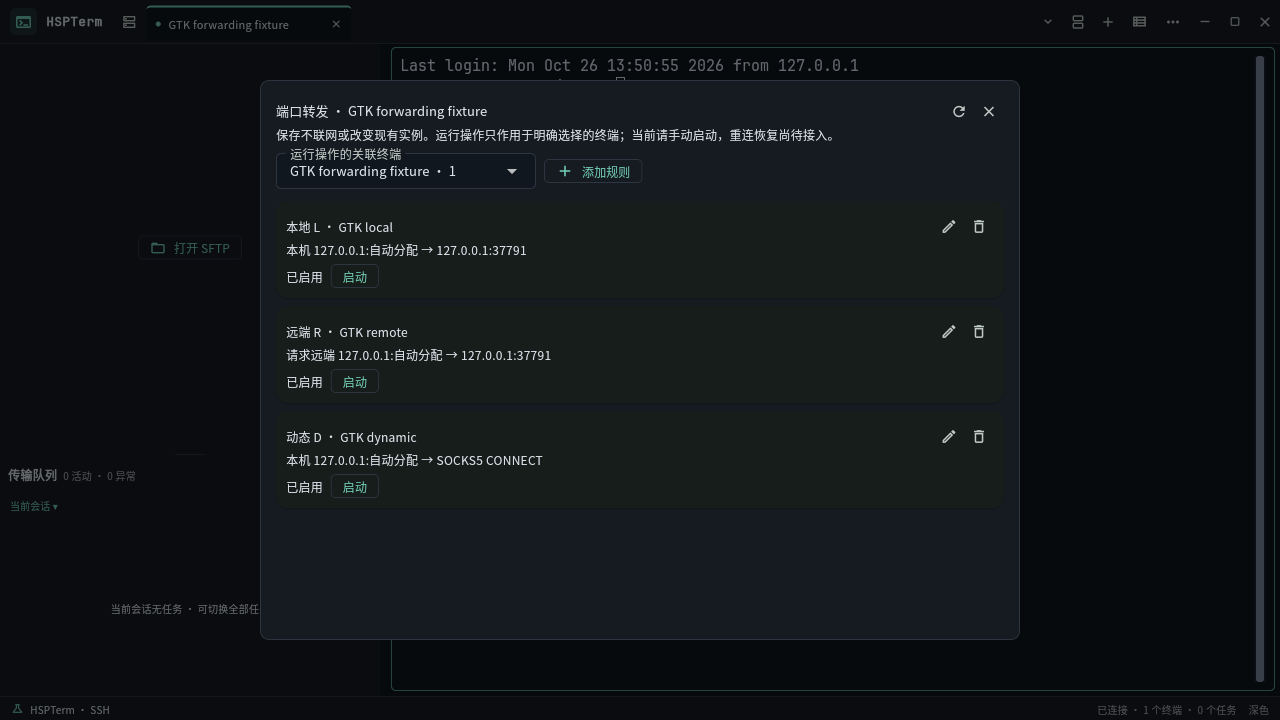 HSPTerm
GTK forwarding fixture
Last login: Mon Oct 26 13:50:55 2026 from 127.0.0.1
端口转发 · GTK forwarding fixture
保存不联网或改变现有实例。运行操作只作用于明确选择的终端；当前请手动启动，重连恢复尚待接入。
运行操作的关联终端
GTK forwarding fixture · 1
添加规则
本地 L · GTK local
本机 127.0.0.1:自动分配 → 127.0.0.1:37791
已启用 启动
远端 R · GTK remote
请求远端 127.0.0.1:自动分配 → 127.0.0.1:37791
已启用 启动
动态 D · GTK dynamic
本机 127.0.0.1:自动分配 → SOCKS5 CONNECT
已启用 启动
打开 SFTP
传输队列 0 活动 · 0 异常
当前会话 ▾
当前会话无任务 · 可切换全部任
HSPTerm · SSH
已连接 · 1 个终端 · 0 个任务 深色